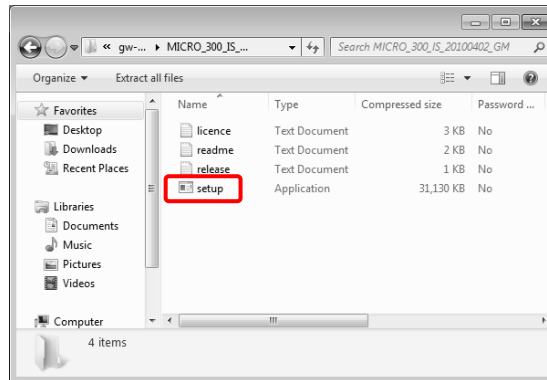 « gw-... MICRO_300_IS_...
Search MICRO_300_IS_20100402_GM
Organize Extract all files
Favorites
Desktop
Downloads
Recent Places
Libraries
Documents
Music
Pictures
Videos
Computer
Name Type Compressed size Password ...
licence Text Document 3 KB No
readme Text Document 2 KB No
release Text Document 1 KB No
setup Application 31,130 KB No
4 items